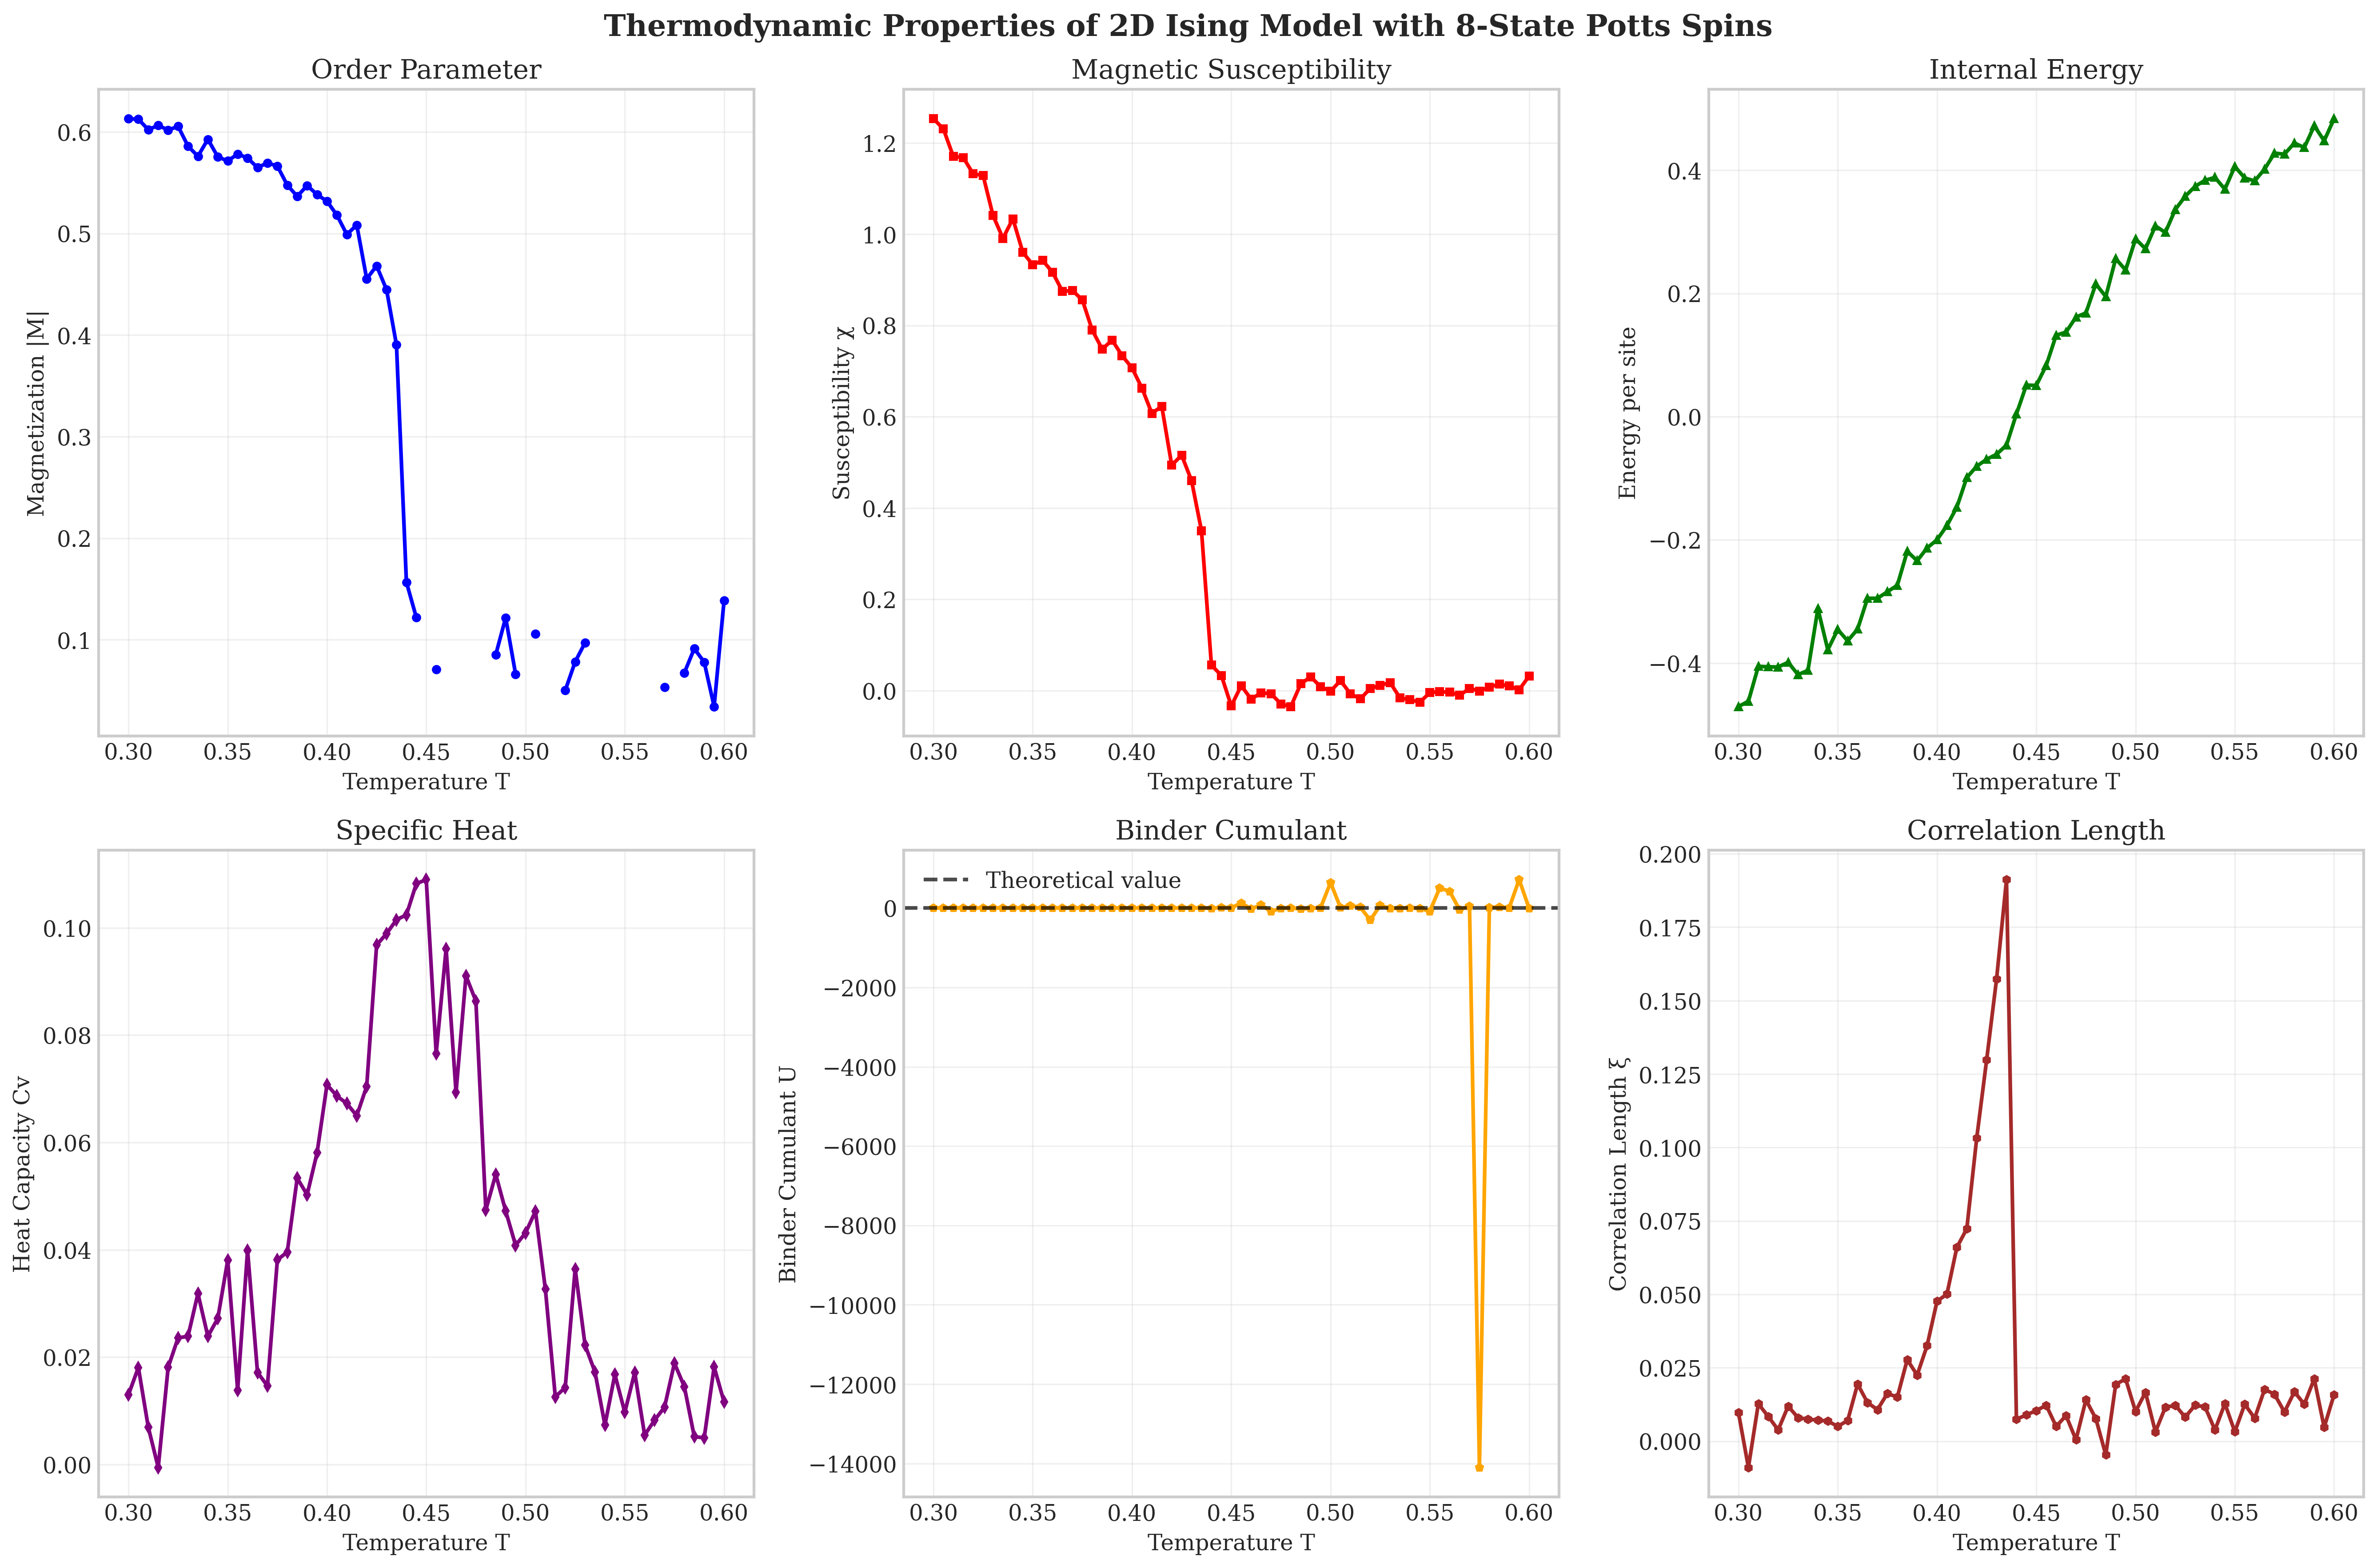 Thermodynamic Properties of 2D Ising Model with 8-State Potts Spins
Order Parameter
Magnetization |M|
0.6
0.5
0.4
0.3
0.2
0.1
0.30 0.35 0.40 0.45 0.50 0.55 0.60
Temperature T
Magnetic Susceptibility
Susceptibility χ
1.2
1.0
0.8
0.6
0.4
0.2
0.0
0.30 0.35 0.40 0.45 0.50 0.55 0.60
Temperature T
Internal Energy
Energy per site
0.4
0.2
0.0
−0.2
−0.4
0.30 0.35 0.40 0.45 0.50 0.55 0.60
Temperature T
Specific Heat
Heat Capacity Cv
0.10
0.08
0.06
0.04
0.02
0.00
0.30 0.35 0.40 0.45 0.50 0.55 0.60
Temperature T
Binder Cumulant
Theoretical value
Binder Cumulant U
0
−2000
−4000
−6000
−8000
−10000
−12000
−14000
0.30 0.35 0.40 0.45 0.50 0.55 0.60
Temperature T
Correlation Length
Correlation Length ξ
0.200
0.175
0.150
0.125
0.100
0.075
0.050
0.025
0.000
0.30 0.35 0.40 0.45 0.50 0.55 0.60
Temperature T